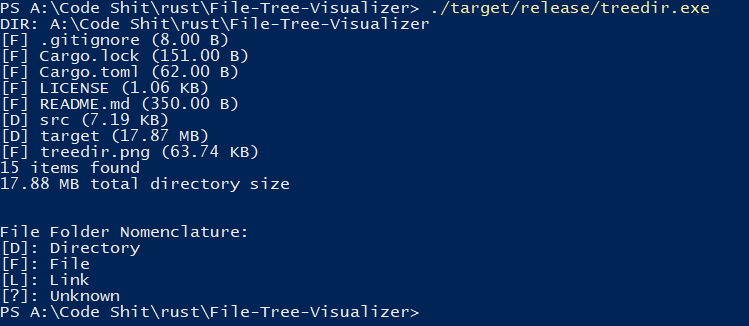 PS A:\Code Shit\rust\File-Tree-Visualizer> ./target/release/treedir.exe
DIR: A:\Code Shit\rust\File-Tree-Visualizer
[F] .gitignore (8.00 B)
[F] Cargo.lock (151.00 B)
[F] Cargo.toml (62.00 B)
[F] LICENSE (1.06 KB)
[F] README.md (350.00 B)
[D] src (7.19 KB)
[D] target (17.87 MB)
[F] treedir.png (63.74 KB)
15 items found
17.88 MB total directory size
File Folder Nomenclature:
[D]: Directory
[F]: File
[L]: Link
[?]: Unknown
PS A:\Code Shit\rust\File-Tree-Visualizer>